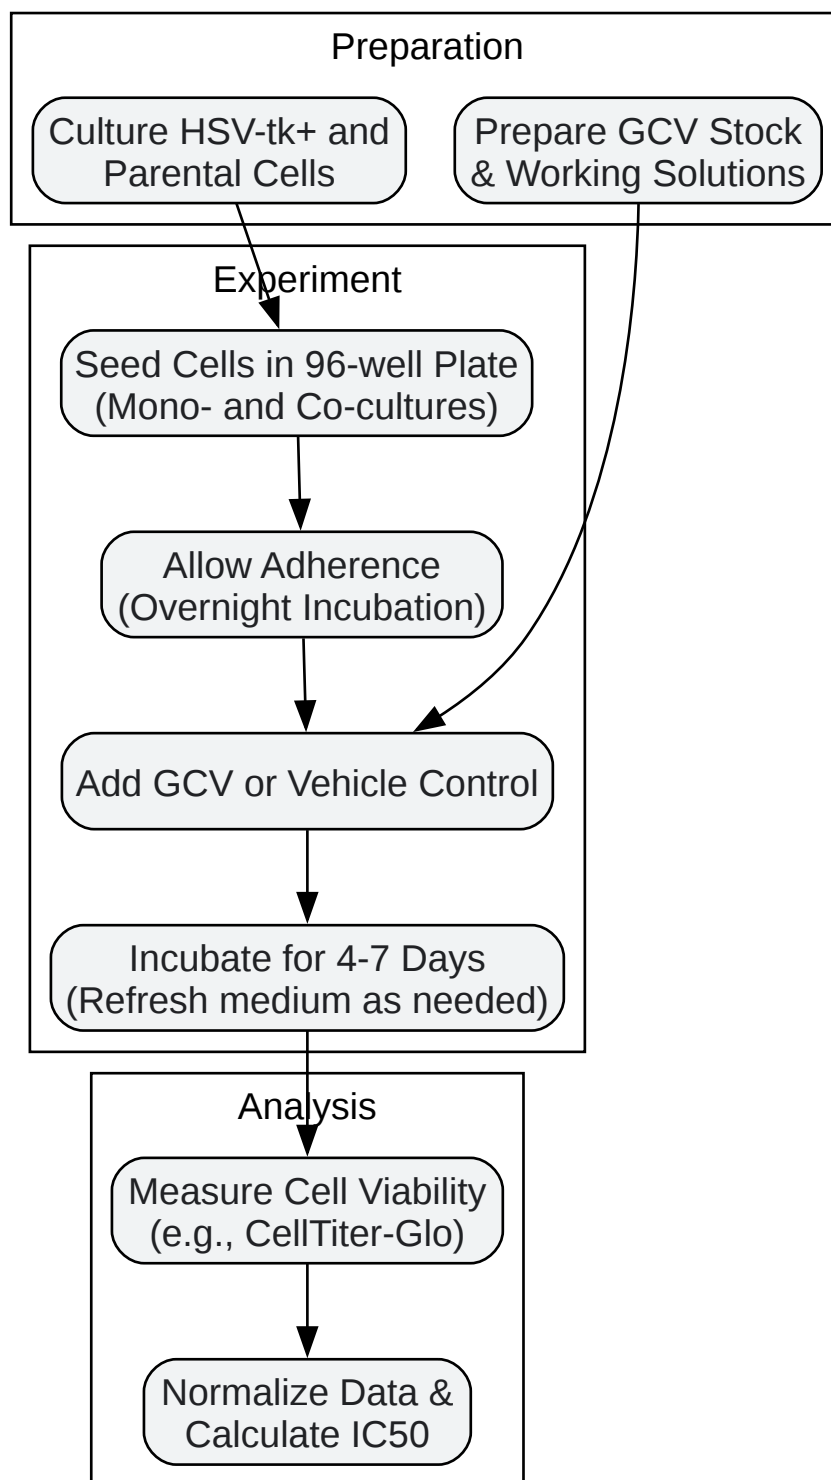 Preparation
Culture HSV-tk+ and
Parental Cells
Prepare GCV Stock
& Working Solutions
Experiment
Seed Cells in 96-well Plate
(Mono- and Co-cultures)
Allow Adherence
(Overnight Incubation)
Add GCV or Vehicle Control
Incubate for 4-7 Days
(Refresh medium as needed)
Analysis
Measure Cell Viability
(e.g., CellTiter-Glo)
Normalize Data &
Calculate IC50